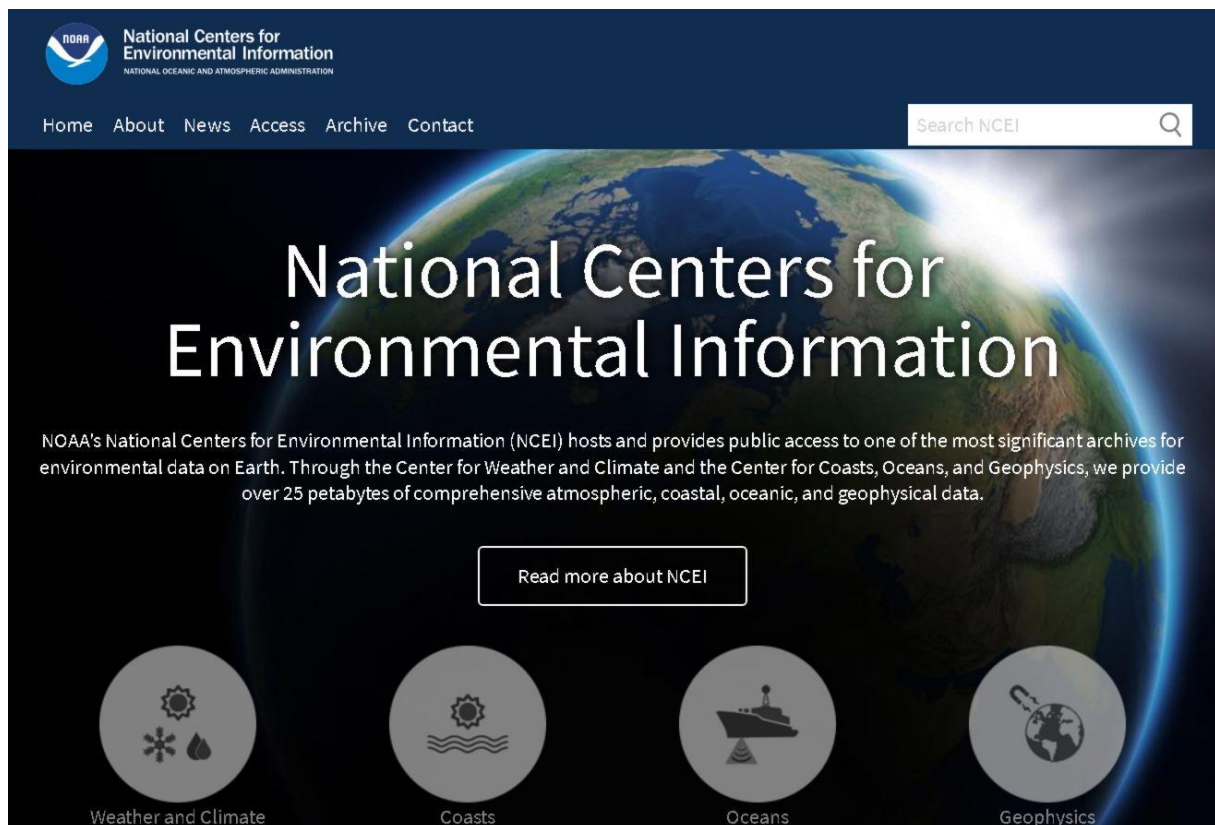 NOAA
National Centers for
Environmental Information
NATIONAL OCEANIC AND ATMOSPHERIC ADMINISTRATION
Home About News Access Archive Contact
Search NCEI
National Centers for
Environmental Information
NOAA's National Centers for Environmental Information (NCEI) hosts and provides public access to one of the most significant archives for
environmental data on Earth. Through the Center for Weather and Climate and the Center for Coasts, Oceans, and Geophysics, we provide
over 25 petabytes of comprehensive atmospheric, coastal, oceanic, and geophysical data.
Read more about NCEI
Weather and Climate
Coasts
Oceans
Geophysics